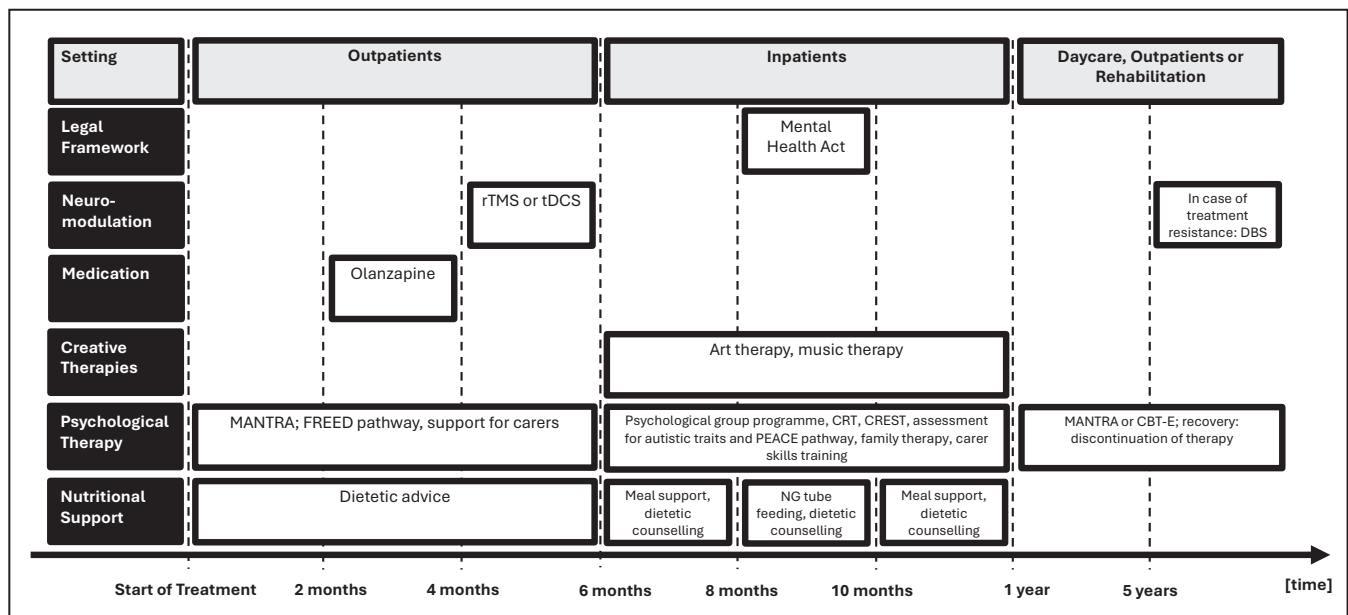 Setting
Outpatients
Inpatients
Daycare, Outpatients or
Rehabilitation
Legal
Framework
Mental
Health Act
Neuro-
modulation
rTMS or tDCS
In case of
treatment
resistance: DBS
Medication
Olanzapine
Creative
Therapies
Art therapy, music therapy
Psychological
Therapy
MANTRA; FREED pathway, support for carers
Psychological group programme, CRT, CREST, assessment
for autistic traits and PEACE pathway, family therapy, carer
skills training
MANTRA or CBT-E; recovery:
discontinuation of therapy
Nutritional
Support
Dietetic advice
Meal support,
dietetic
counselling
NG tube
feeding, dietetic
counselling
Meal support,
dietetic
counselling
Start of Treatment
2 months
4 months
6 months
8 months
10 months
1 year
5 years
[time]